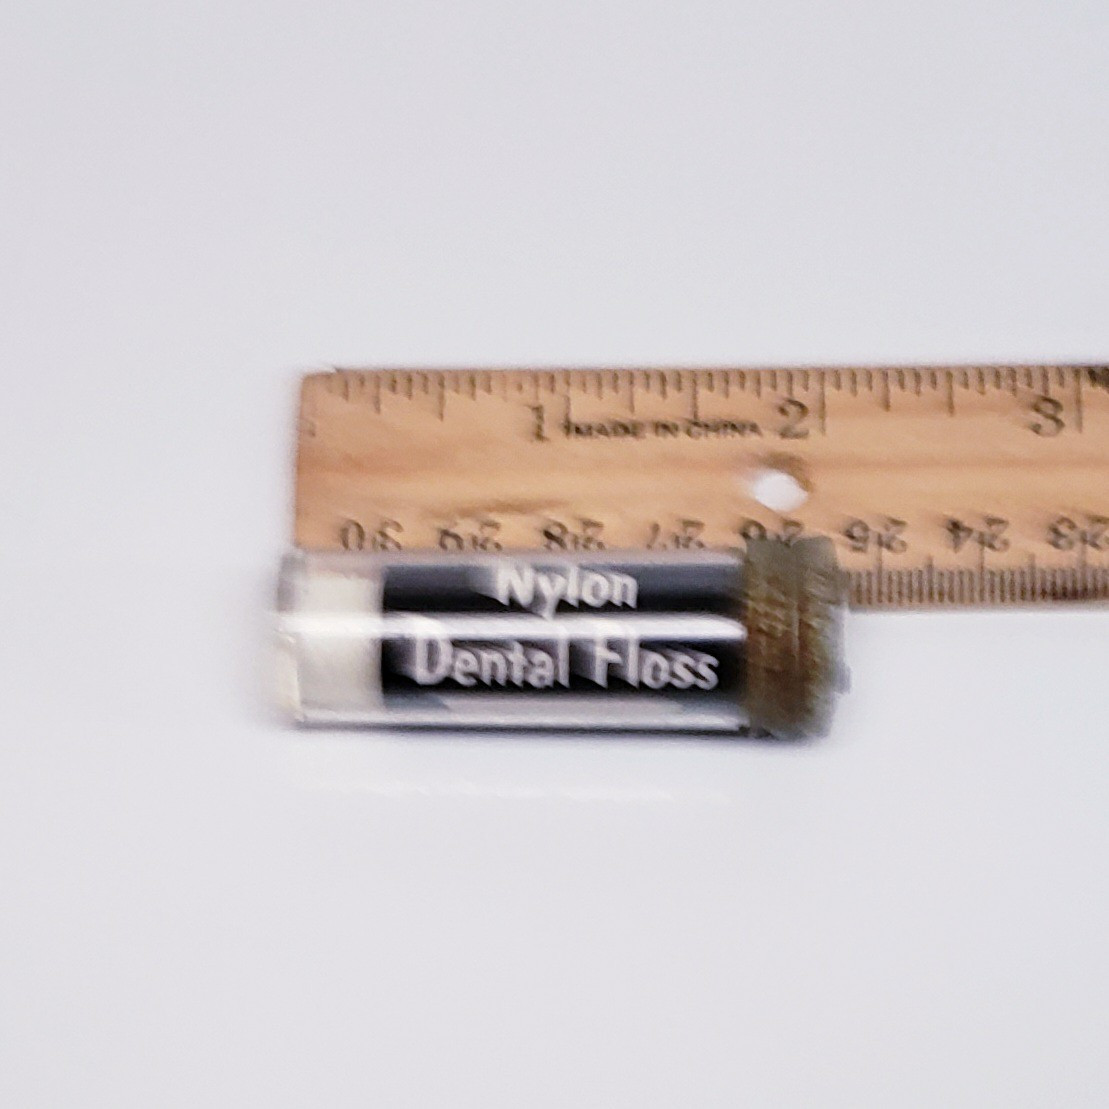 1 MADE IN CHINA 2 3
30 29 28 27 26 25 24 23
Nylon
Dental Floss